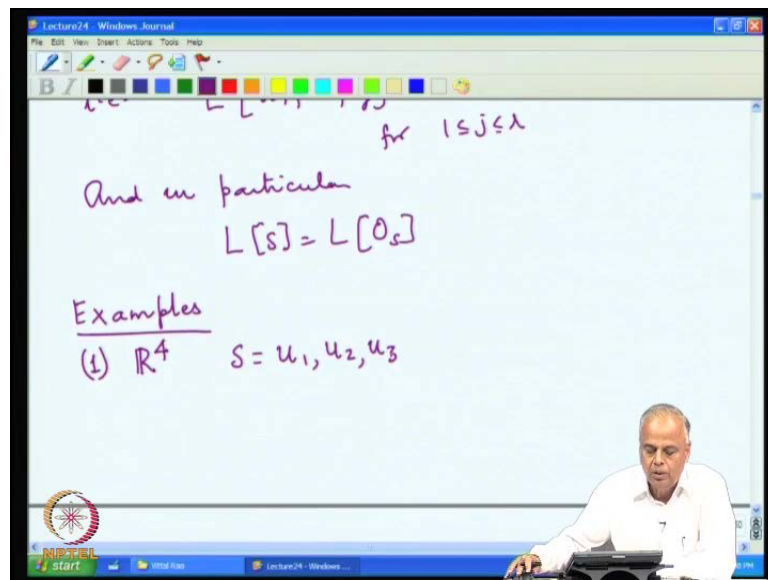 Lecture24 - Windows Journal
File Edit View Insert Actions Tools Help
B I
for 1 ≤ j ≤ r
And in particular
L[S] = L[O_S]
Examples
(1) ℝ⁴ S = u₁, u₂, u₃
NPTEL
start Vittal Rao Lecture24 - Windows ...